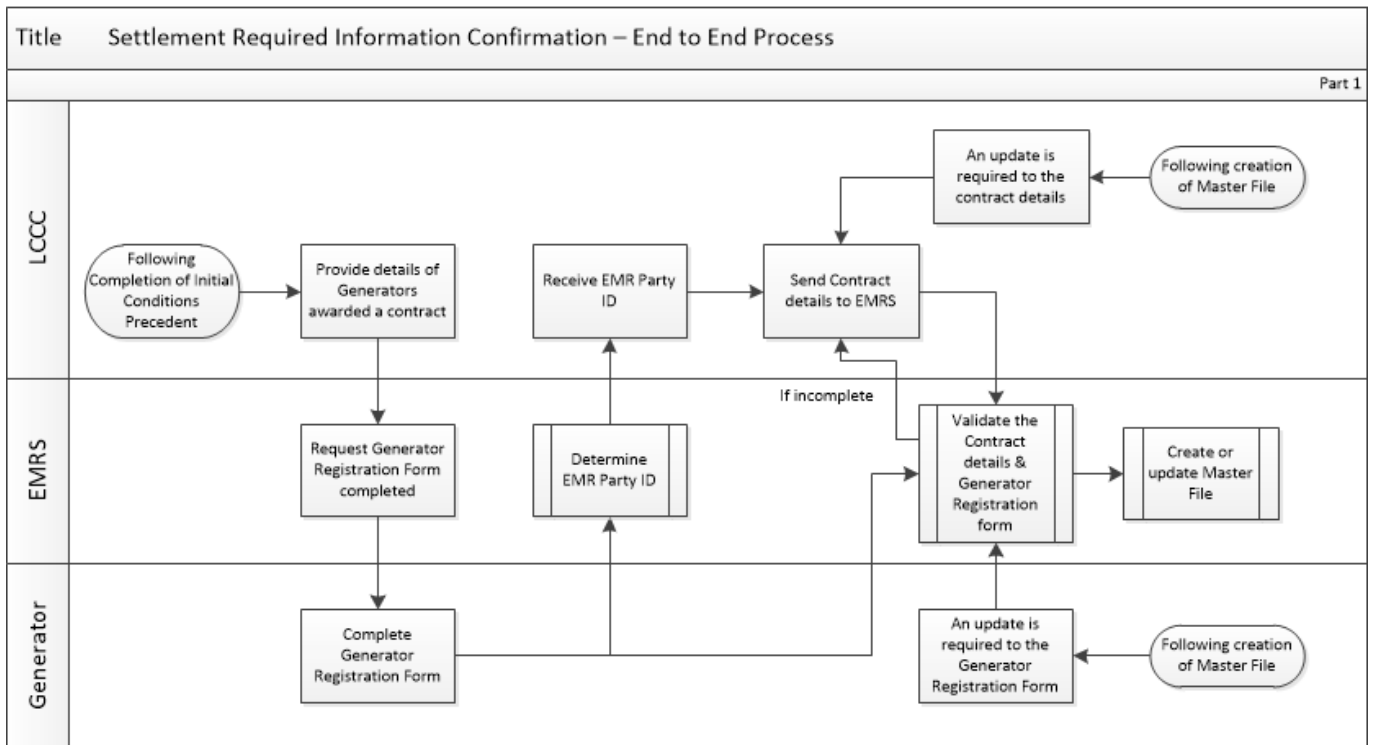 Title Settlement Required Information Confirmation – End to End Process
Part 1
LCCC
Following
Completion of Initial
Conditions
Precedent
Provide details of
Generators
awarded a contract
Receive EMR Party
ID
Send Contract
details to EMRS
An update is
required to the
contract details
Following creation
of Master File
If incomplete
EMRS
Request Generator
Registration Form
completed
Determine
EMR Party ID
Validate the
Contract
details &
Generator
Registration
form
Create or
update Master
File
Generator
Complete
Generator
Registration Form
An update is
required to the
Generator
Registration Form
Following creation
of Master File